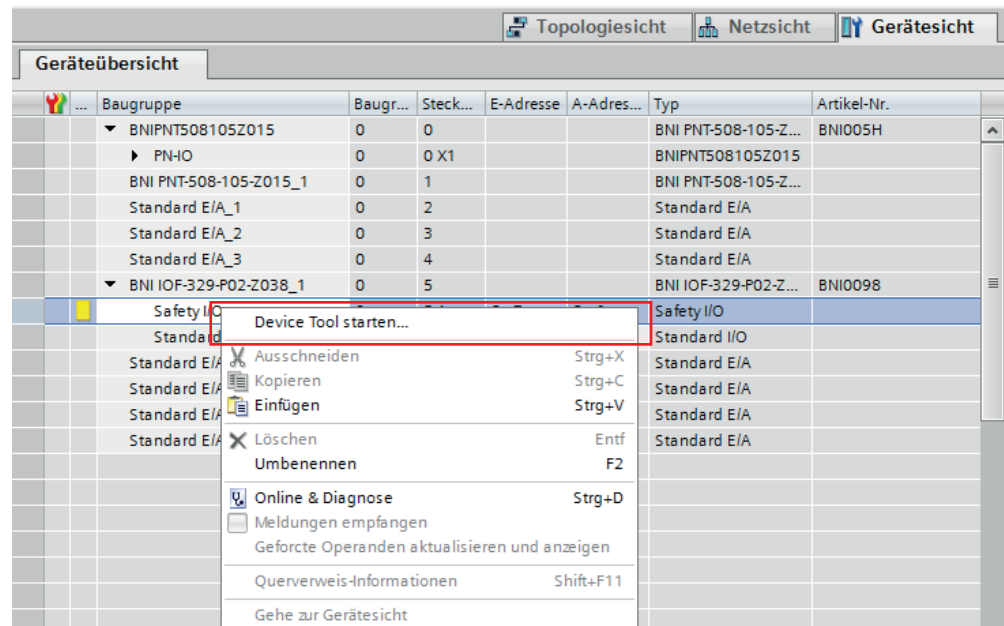 Topologiesicht Netzsicht Gerätesicht
Geräteübersicht
... Baugruppe Baugr... Steck... E-Adresse A-Adres... Typ Artikel-Nr.
BNIPNT508105Z015 0 0 BNI PNT-508-105-Z... BNI005H
PN-IO 0 0 X1 BNIPNT508105Z015
BNI PNT-508-105-Z015_1 0 1 BNI PNT-508-105-Z...
Standard E/A_1 0 2 Standard E/A
Standard E/A_2 0 3 Standard E/A
Standard E/A_3 0 4 Standard E/A
BNI IOF-329-P02-Z038_1 0 5 BNI IOF-329-P02-Z... BNI0098
Safety I/O Safety I/O
Device Tool starten...
Standard Standard I/O
Standard E/A Standard E/A
Standard E/A Standard E/A
Standard E/A Standard E/A
Standard E/A Standard E/A
Ausschneiden Strg+X
Kopieren Strg+C
Einfügen Strg+V
Löschen Entf
Umbenennen F2
Online & Diagnose Strg+D
Meldungen empfangen
Geforcte Operanden aktualisieren und anzeigen
Querverweis-Informationen Shift+F11
Gehe zur Gerätesicht